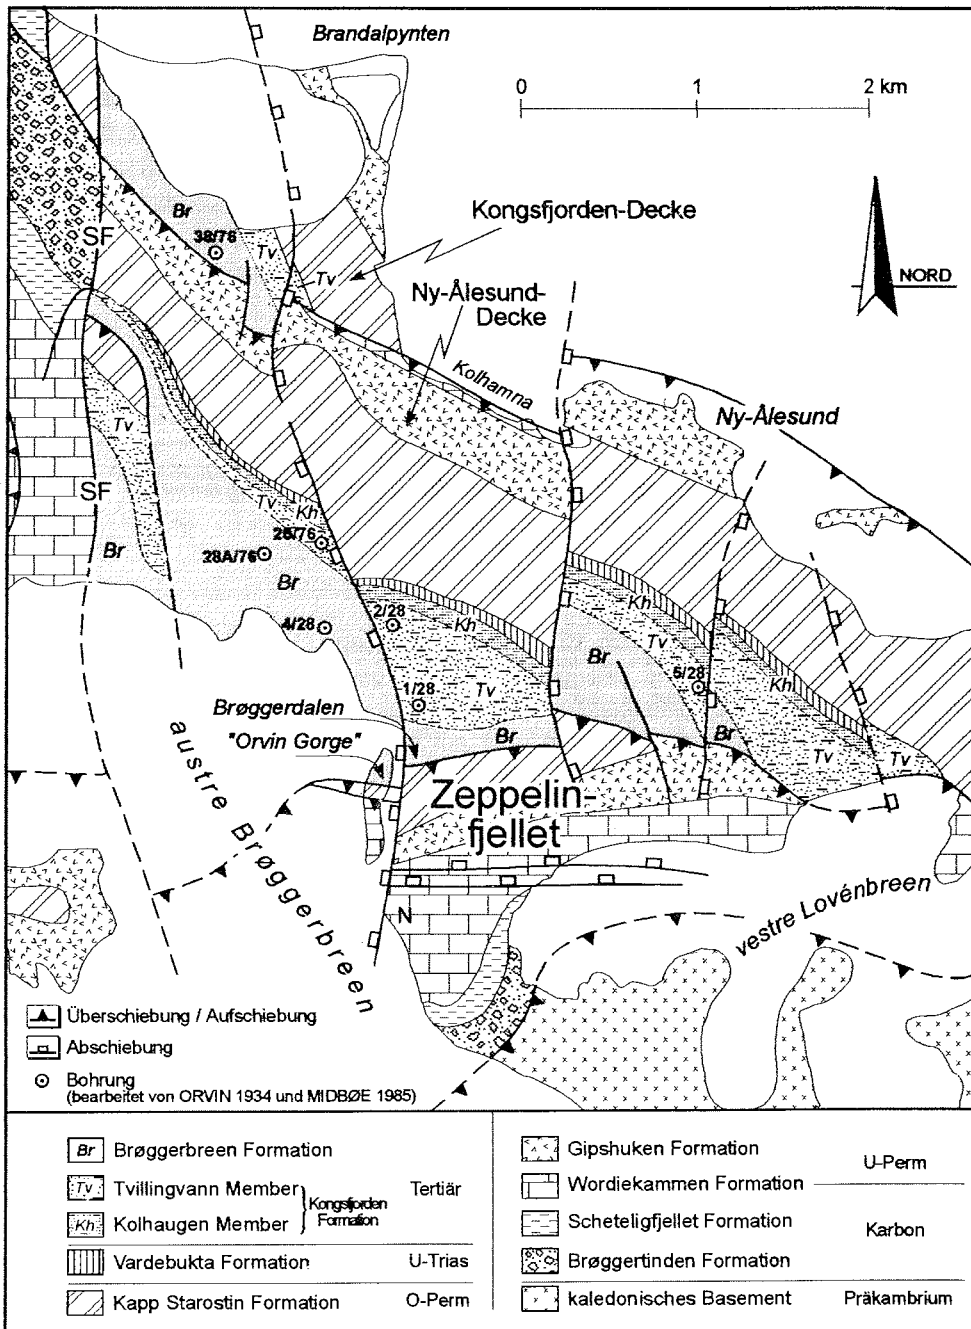 Brandalpynten
0 1 2 km
Br
38/76
SF
Tv
Tv
Kongsfjorden-Decke
NORD
Ny-Ålesund-
Decke
Kolhamna
Ny-Ålesund
Tv
SF
Tv
Kh
26/76
28A/76
Br
Br
4/28
2/28
Kh
Kh
Tv
Br
5/28
Kh
1/28
Tv
Br
Br
Tv
Tv
Brøggerdalen
"Orvin Gorge"
Zeppelin-
fjellet
austre Brøggerbreen
N
vestre Lovénbreen
Überschiebung / Aufschiebung
Abschiebung
Bohrung
(bearbeitet von ORVIN 1934 und MIDBØE 1985)
Br Brøggerbreen Formation
Tv Tvillingvann Member
Kh Kolhaugen Member
Kongsfjorden
Formation
Tertiär
Vardebukta Formation U-Trias
Kapp Starostin Formation O-Perm
Gipshuken Formation
Wordiekammen Formation
U-Perm
Scheteligfjellet Formation
Brøggertinden Formation
Karbon
kaledonisches Basement Präkambrium